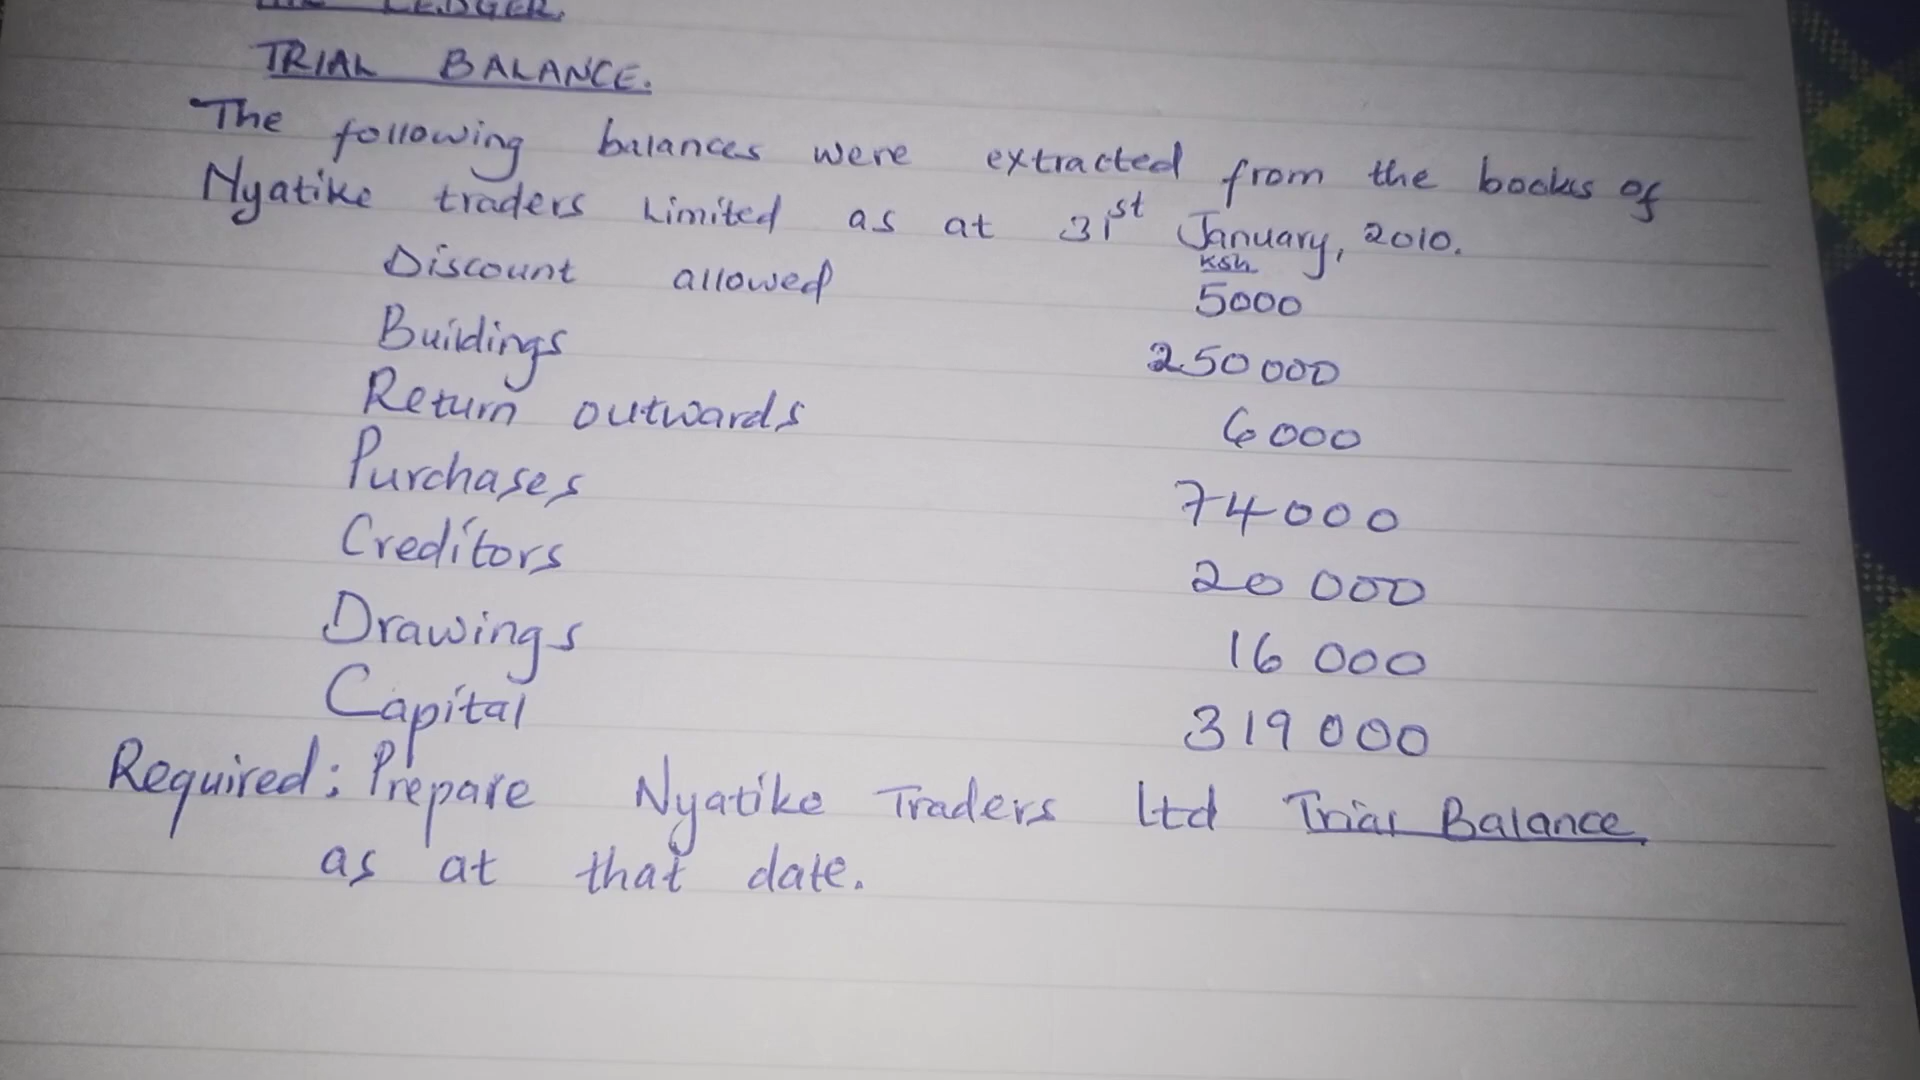 LEDGER.
TRIAL BALANCE.
The following balances were extracted from the books of
Nyatike traders Limited as at 31st January, 2010.
Ksh
Discount allowed 5000
Buildings 250 000
Return outwards 6000
Purchases 74000
Creditors 20 000
Drawings 16 000
Capital 319 000
Required: Prepare Nyatike Traders Ltd Trial Balance
as at that date.